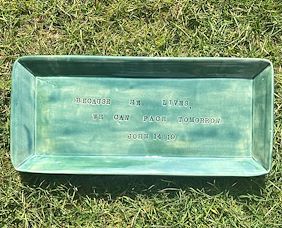 BECAUSE HE LIVES
WE CAN FACE TOMORROW
JOHN 14:19